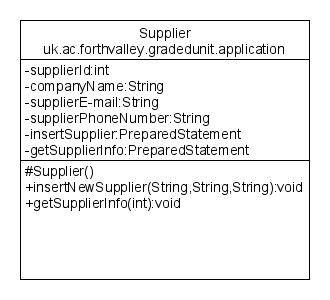 Supplier
uk.ac.forthvalley.gradedunit.application
-supplierId:int
-companyName:String
-supplierE-mail:String
-supplierPhoneNumber:String
-insertSupplier:PreparedStatement
-getSupplierInfo:PreparedStatement
#Supplier()
+insertNewSupplier(String,String,String):void
+getSupplierInfo(int):void